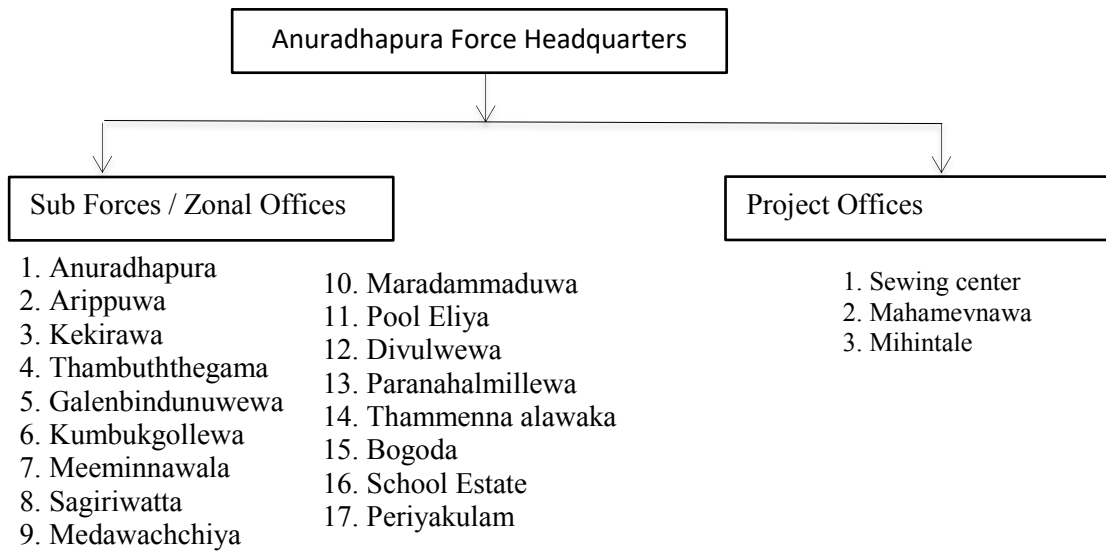 Anuradhapura Force Headquarters
Sub Forces / Zonal Offices
1. Anuradhapura
2. Arippuwa
3. Kekirawa
4. Thambuththegama
5. Galenbindunuwewa
6. Kumbukgollewa
7. Meeminnawala
8. Sagiriwatta
9. Medawachchiya
10. Maradammaduwa
11. Pool Eliya
12. Divulwewa
13. Paranahalmillewa
14. Thammenna alawaka
15. Bogoda
16. School Estate
17. Periyakulam
Project Offices
1. Sewing center
2. Mahamevnawa
3. Mihintale